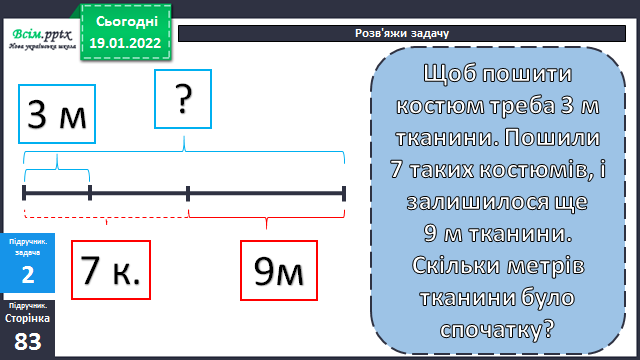 Всім.pptx
Нова українська школа
Сьогодні
19.01.2022
Розв'яжи задачу
3 м
?
7 к.
9м
Підручник.
задача
2
Підручник.
Сторінка
83
Щоб пошити
костюм треба 3 м
тканини. Пошили
7 таких костюмів, і
залишилося ще
9 м тканини.
Скільки метрів
тканини було
спочатку?